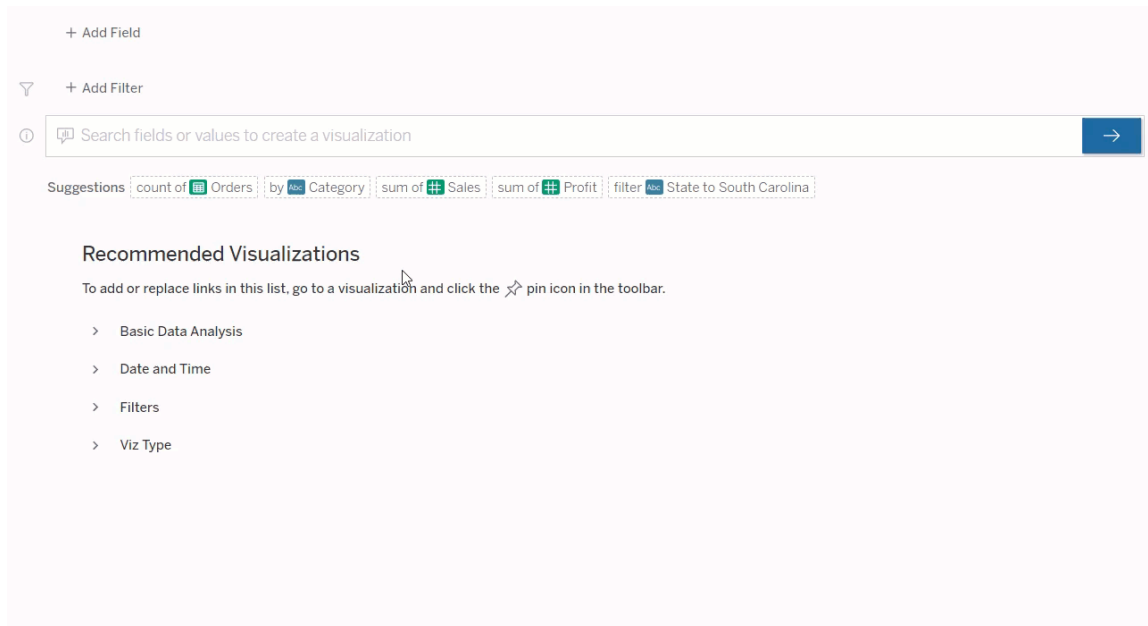 + Add Field
+ Add Filter
Search fields or values to create a visualization
Suggestions count of Orders by Abc Category sum of # Sales sum of # Profit filter Abc State to South Carolina
Recommended Visualizations
To add or replace links in this list, go to a visualization and click the pin icon in the toolbar.
Basic Data Analysis
Date and Time
Filters
Viz Type